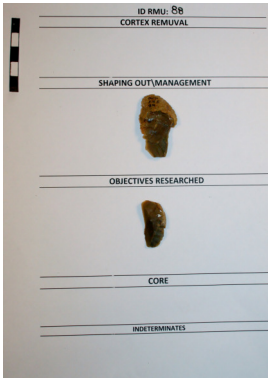 ID RMU: 88
CORTEX REMUVAL
SHAPING OUT\MANAGEMENT
OBJECTIVES RESEARCHED
CORE
INDETERMINATES